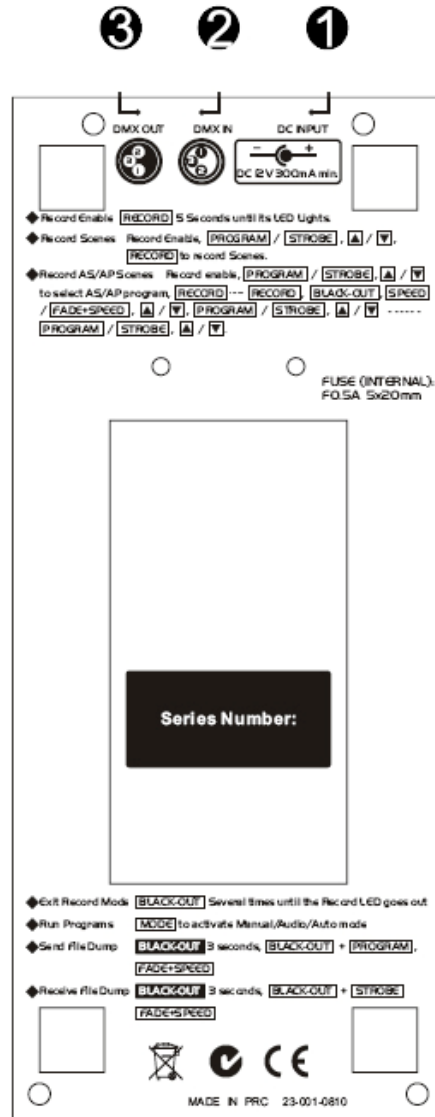 3 2 1
DMX OUT DMX IN DC INPUT
- +
DC 12V 300mA min.
◆Record Enable RECORD 5 Seconds until its LED Lights.
◆Record Scenes Record Enable, PROGRAM / STROBE, ▲ / ▼,
RECORD to record Scenes.
◆Record AS/AP Scenes Record enable, PROGRAM / STROBE, ▲ / ▼
to select AS/AP program, RECORD ---- RECORD, BLACK-OUT, SPEED
/ FADE+SPEED, ▲ / ▼, PROGRAM / STROBE, ▲ / ▼ ------
PROGRAM / STROBE, ▲ / ▼.
FUSE (INTERNAL):
F0.5A 5x20mm
Series Number:
◆Exit Record Mode BLACK-OUT Several times until the Record LED goes out
◆Run Programs MODE to activate Manual/Audio/Auto mode
◆Send File Dump BLACK-OUT 3 seconds, BLACK-OUT + PROGRAM,
FADE+SPEED
◆Receive File Dump BLACK-OUT 3 seconds, BLACK-OUT + STROBE
FADE+SPEED
CE
MADE IN PRC 23-001-0810